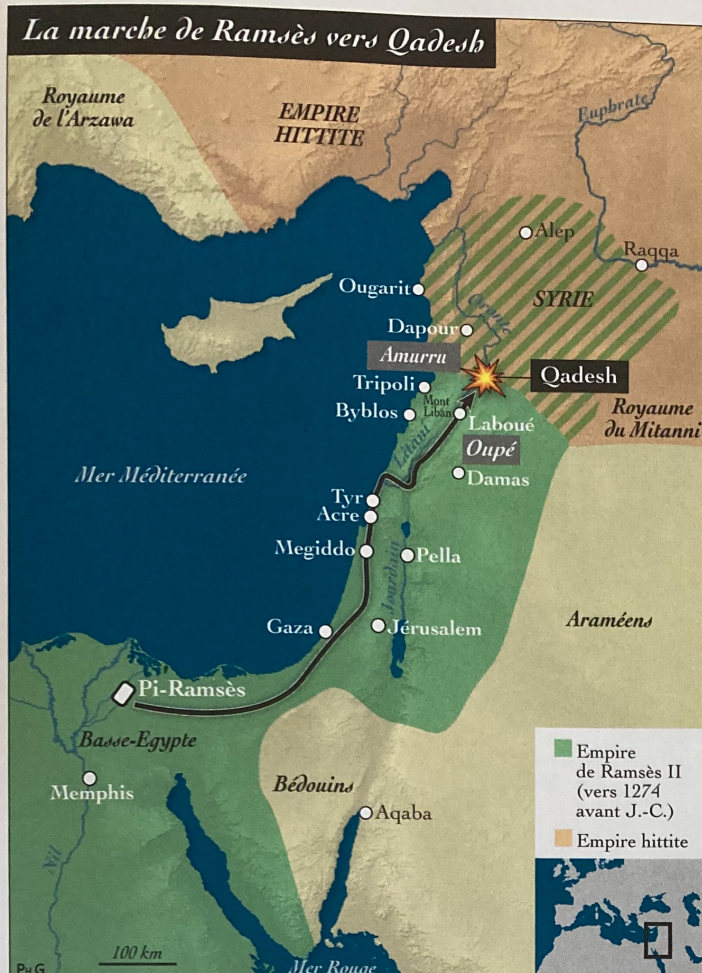 La marche de Ramsès vers Qadesh
Royaume
de l'Arzawa
EMPIRE
HITTITE
Euphrate
Alep
Raqqa
Ougarit
SYRIE
Oronte
Dapour
Amurru
Qadesh
Tripoli
Mont
Liban
Byblos
Laboué
Royaume
du Mitanni
Litani
Oupé
Damas
Mer Méditerranée
Tyr
Acre
Megiddo
Pella
Jourdain
Gaza
Jérusalem
Araméens
Pi-Ramsès
Basse-Egypte
Memphis
Bédouins
Aqaba
Nil
Empire
de Ramsès II
(vers 1274
avant J.-C.)
Empire hittite
100 km
Mer Rouge
PH G